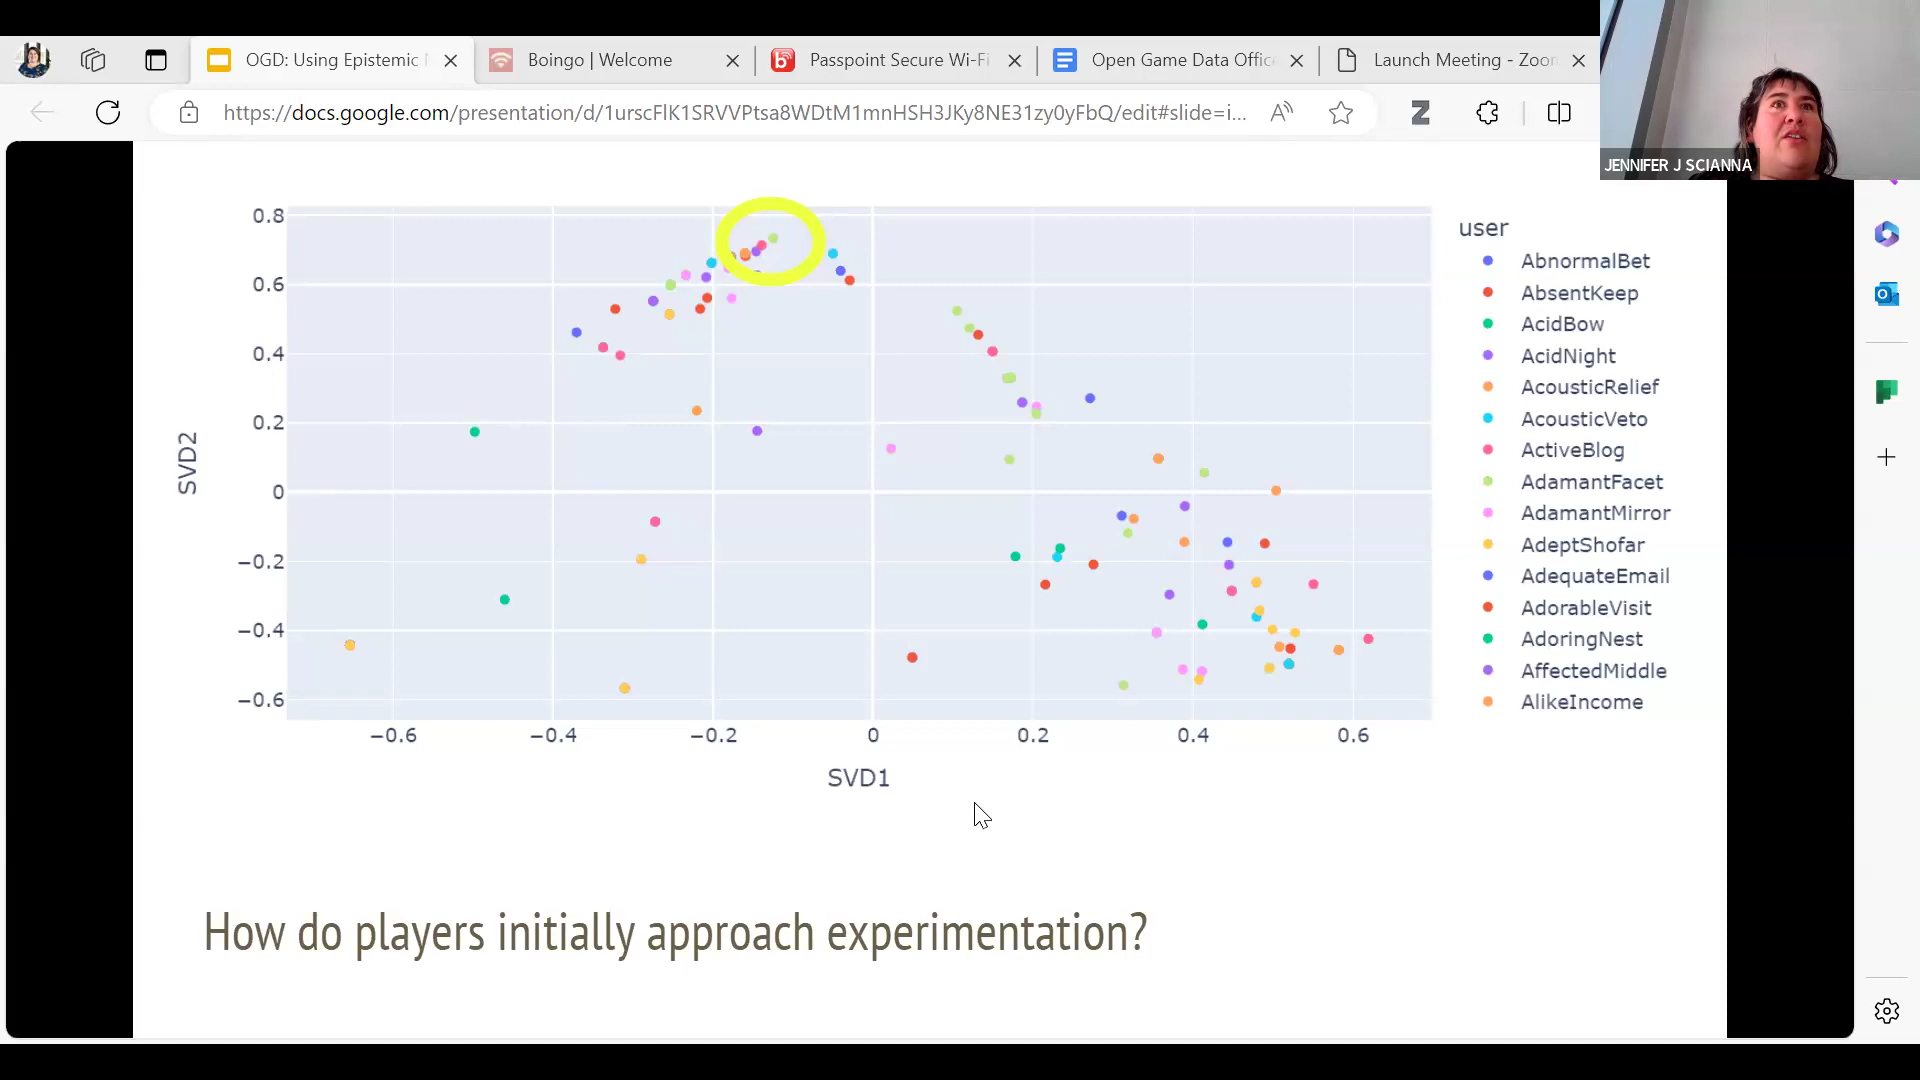 OGD: Using Epistemic
Boingo | Welcome
Passpoint Secure Wi-Fi
Open Game Data Offic
Launch Meeting - Zoom
https://docs.google.com/presentation/d/1urscFlK1SRVVPtsa8WDtM1mnHSH3JKy8NE31zy0yFbQ/edit#slide=i...
JENNIFER J SCIANNA
0.8
0.6
0.4
0.2
0
−0.2
−0.4
−0.6
SVD2
−0.6
−0.4
−0.2
0
0.2
0.4
0.6
SVD1
user
AbnormalBet
AbsentKeep
AcidBow
AcidNight
AcousticRelief
AcousticVeto
ActiveBlog
AdamantFacet
AdamantMirror
AdeptShofar
AdequateEmail
AdorableVisit
AdoringNest
AffectedMiddle
AlikeIncome
How do players initially approach experimentation?